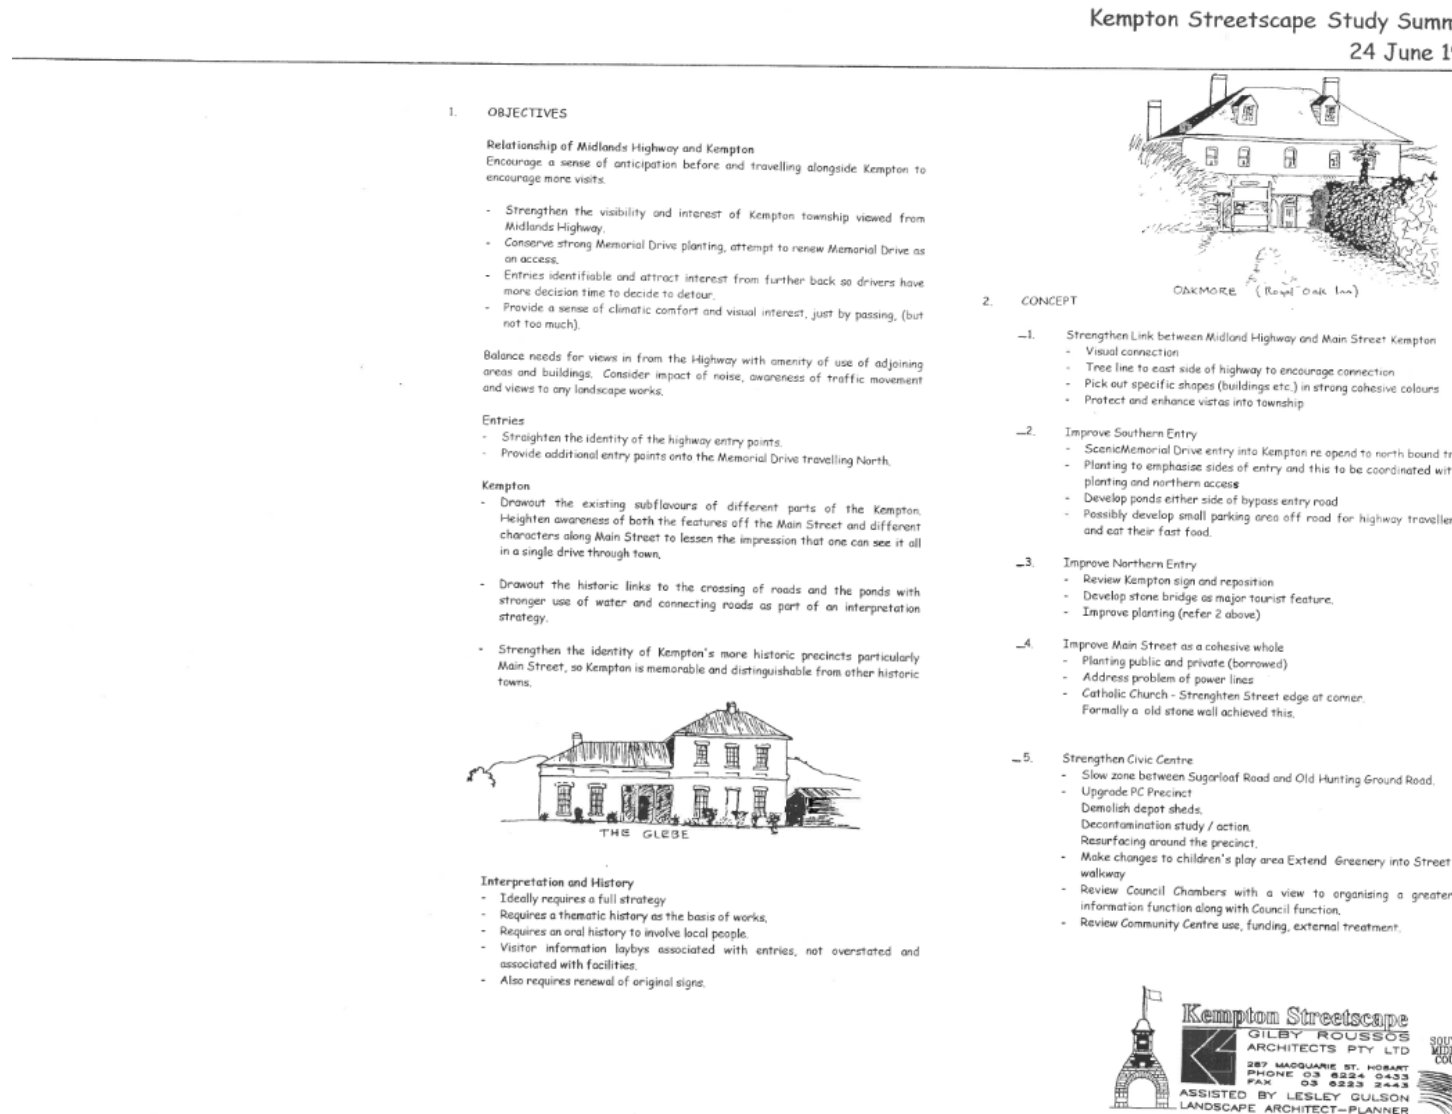 Kempton Streetscape Study Summ
24 June 1
1. OBJECTIVES
Relationship of Midlands Highway and Kempton
Encourage a sense of anticipation before and travelling alongside Kempton to
encourage more visits.
- Strengthen the visibility and interest of Kempton township viewed from
Midlands Highway.
- Conserve strong Memorial Drive planting, attempt to renew Memorial Drive as
an access.
- Entries identifiable and attract interest from further back so drivers have
more decision time to decide to detour.
- Provide a sense of climatic comfort and visual interest, just by passing, (but
not too much).
Balance needs for views in from the Highway with amenity of use of adjoining
areas and buildings. Consider impact of noise, awareness of traffic movement
and views to any landscape works.
Entries
- Straighten the identity of the highway entry points.
- Provide additional entry points onto the Memorial Drive travelling North.
Kempton
- Drawout the existing subflavours of different parts of the Kempton.
Heighten awareness of both the features off the Main Street and different
characters along Main Street to lessen the impression that one can see it all
in a single drive through town.
- Drawout the historic links to the crossing of roads and the ponds with
stronger use of water and connecting roads as part of an interpretation
strategy.
- Strengthen the identity of Kempton's more historic precincts particularly
Main Street, so Kempton is memorable and distinguishable from other historic
towns.
THE GLEBE
Interpretation and History
- Ideally requires a full strategy
- Requires a thematic history as the basis of works.
- Requires an oral history to involve local people.
- Visitor information laybys associated with entries, not overstated and
associated with facilities.
- Also requires renewal of original signs.
OAKMORE (Royal Oak Inn)
2. CONCEPT
1. Strengthen Link between Midland Highway and Main Street Kempton
- Visual connection
- Tree line to east side of highway to encourage connection
- Pick out specific shapes (buildings etc.) in strong cohesive colours
- Protect and enhance vistas into township
2. Improve Southern Entry
- ScenicMemorial Drive entry into Kempton re opend to north bound tr
- Planting to emphasise sides of entry and this to be coordinated wit
planting and northern access
- Develop ponds either side of bypass entry road
- Possibly develop small parking area off road for highway traveller
and eat their fast food.
3. Improve Northern Entry
- Review Kempton sign and reposition
- Develop stone bridge as major tourist feature.
- Improve planting (refer 2 above)
4. Improve Main Street as a cohesive whole
- Planting public and private (borrowed)
- Address problem of power lines
- Catholic Church - Strenghten Street edge at corner.
Formally a old stone wall achieved this.
5. Strengthen Civic Centre
- Slow zone between Sugarloaf Road and Old Hunting Ground Road.
- Upgrade PC Precinct
Demolish depot sheds.
Decontamination study / action.
Resurfacing around the precinct.
- Make changes to children's play area Extend Greenery into Street
walkway
- Review Council Chambers with a view to organising a greater
information function along with Council function.
- Review Community Centre use, funding, external treatment.
Kempton Streetscape
GILBY ROUSSOS
ARCHITECTS PTY LTD
287 MACQUARIE ST. HOBART
PHONE 03 6224 0433
FAX 03 6223 2443
ASSISTED BY LESLEY GULSON
LANDSCAPE ARCHITECT-PLANNER
SOU
MID
COU